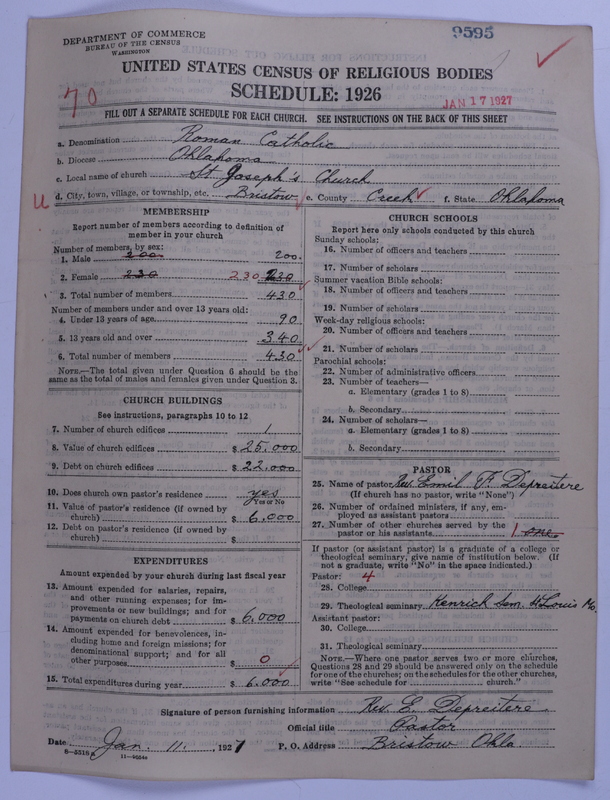 DEPARTMENT OF COMMERCE
BUREAU OF THE CENSUS
WASHINGTON
9595
UNITED STATES CENSUS OF RELIGIOUS BODIES
SCHEDULE: 1926
70
JAN 17 1927
FILL OUT A SEPARATE SCHEDULE FOR EACH CHURCH. SEE INSTRUCTIONS ON THE BACK OF THIS SHEET
a. Denomination Roman Catholic
b. Diocese Oklahoma
c. Local name of church St Joseph's Church
u d. City, town, village, or township, etc. Bristow e. County Creek f. State Oklahoma
MEMBERSHIP
Report number of members according to definition of
member in your church
Number of members, by sex:
1. Male 200 200.
2. Female 230 230 230
3. Total number of members 430
Number of members under and over 13 years old:
4. Under 13 years of age 90
5. 13 years old and over 340
6. Total number of members 430
NOTE.—The total given under Question 6 should be
same as the total of males and females given under Question 3.
CHURCH BUILDINGS
See instructions, paragraphs 10 to 12
7. Number of church edifices 1
8. Value of church edifices $ 25,000
9. Debt on church edifices $ 22,000
10. Does church own pastor's residence yes
Yes or No
11. Value of pastor's residence (if owned by
church) $ 6,000
12. Debt on pastor's residence (if owned by
church) $
EXPENDITURES
Amount expended by your church during last fiscal year
13. Amount expended for salaries, repairs,
and other running expenses; for im-
provements or new buildings; and for
payments on church debt $ 6,000
14. Amount expended for benevolences, in-
cluding home and foreign missions; for
denominational support; and for all
other purposes $ 0
15. Total expenditures during year $ 6,000
CHURCH SCHOOLS
Report here only schools conducted by this church
Sunday schools:
16. Number of officers and teachers
17. Number of scholars
Summer vacation Bible schools:
18. Number of officers and teachers
19. Number of scholars
Week-day religious schools:
20. Number of officers and teachers
21. Number of scholars
Parochial schools:
22. Number of administrative officers
23. Number of teachers—
a. Elementary (grades 1 to 8)
b. Secondary
24. Number of scholars—
a. Elementary (grades 1 to 8)
b. Secondary
PASTOR
25. Name of pastor Rev. Emil F. Depreitere
(If church has no pastor, write "None")
26. Number of ordained ministers, if any, em-
ployed as assistant pastors
27. Number of other churches served by the
pastor or his assistants 1 one
If pastor (or assistant pastor) is a graduate of a college or
theological seminary, give name of institution below. (If
not a graduate, write "No" in the space indicated.)
Pastor: 4
28. College
29. Theological seminary Kenrick Sem. St Louis Mo.
Assistant pastor:
30. College
31. Theological seminary
NOTE.—Where one pastor serves two or more churches,
Questions 28 and 29 should be answered only on the schedule
for one of the churches; on the schedules for the other churches,
write "See schedule for church."
Signature of person furnishing information Rev. E. Depreitere
Official title Pastor
Date Jan. 11, 1927 P. O. Address Bristow Okla.
8—5518a 11—9634